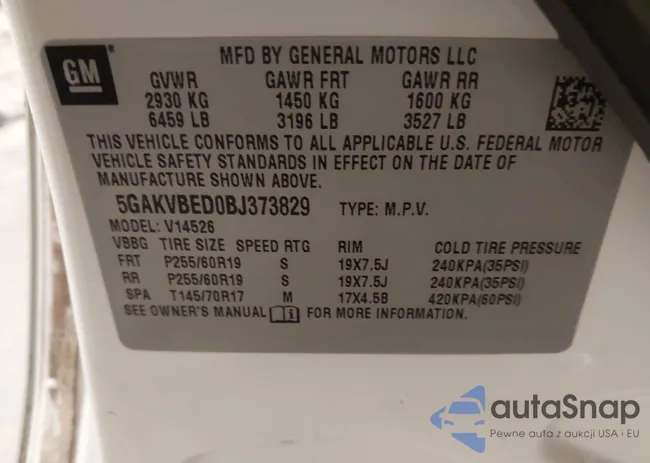 GM
MFD BY GENERAL MOTORS LLC
GVWR GAWR FRT GAWR RR
2930 KG 1450 KG 1600 KG
6459 LB 3196 LB 3527 LB
THIS VEHICLE CONFORMS TO ALL APPLICABLE U.S. FEDERAL MOTOR
VEHICLE SAFETY STANDARDS IN EFFECT ON THE DATE OF
MANUFACTURE SHOWN ABOVE.
5GAKVBED0BJ373829 TYPE: M.P.V.
MODEL: V14526
VBBG TIRE SIZE SPEED RTG RIM COLD TIRE PRESSURE
FRT P255/60R19 S 19X7.5J 240KPA(35PSI)
RR P255/60R19 S 19X7.5J 240KPA(35PSI)
SPA T145/70R17 M 17X4.5B 420KPA(60PSI)
SEE OWNER'S MANUAL FOR MORE INFORMATION.
autaSnap
Pewne auta z aukcji USA i EU